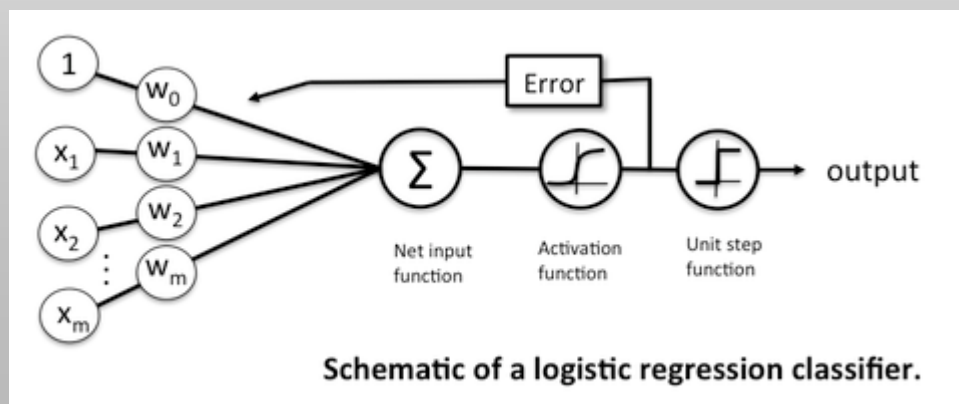 1
w0
Error
x1
w1
Σ
output
x2
w2
Net input
function
Activation
function
Unit step
function
wm
xm
Schematic of a logistic regression classifier.